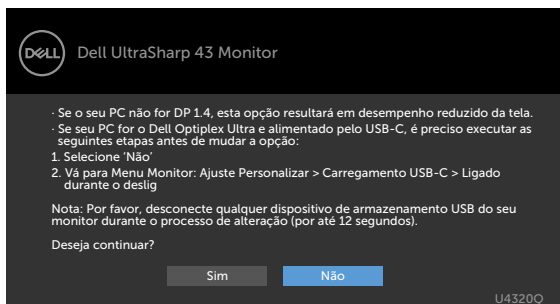 DELL
Dell UltraSharp 43 Monitor
· Se o seu PC não for DP 1.4, esta opção resultará em desempenho reduzido da tela.
· Se seu PC for o Dell Optiplex Ultra e alimentado pelo USB-C, é preciso executar as
seguintes etapas antes de mudar a opção:
1. Selecione 'Não'
2. Vá para Menu Monitor: Ajuste Personalizar > Carregamento USB-C > Ligado
durante o deslig
Nota: Por favor, desconecte qualquer dispositivo de armazenamento USB do seu
monitor durante o processo de alteração (por até 12 segundos).
Deseja continuar?
Sim Não
U4320Q